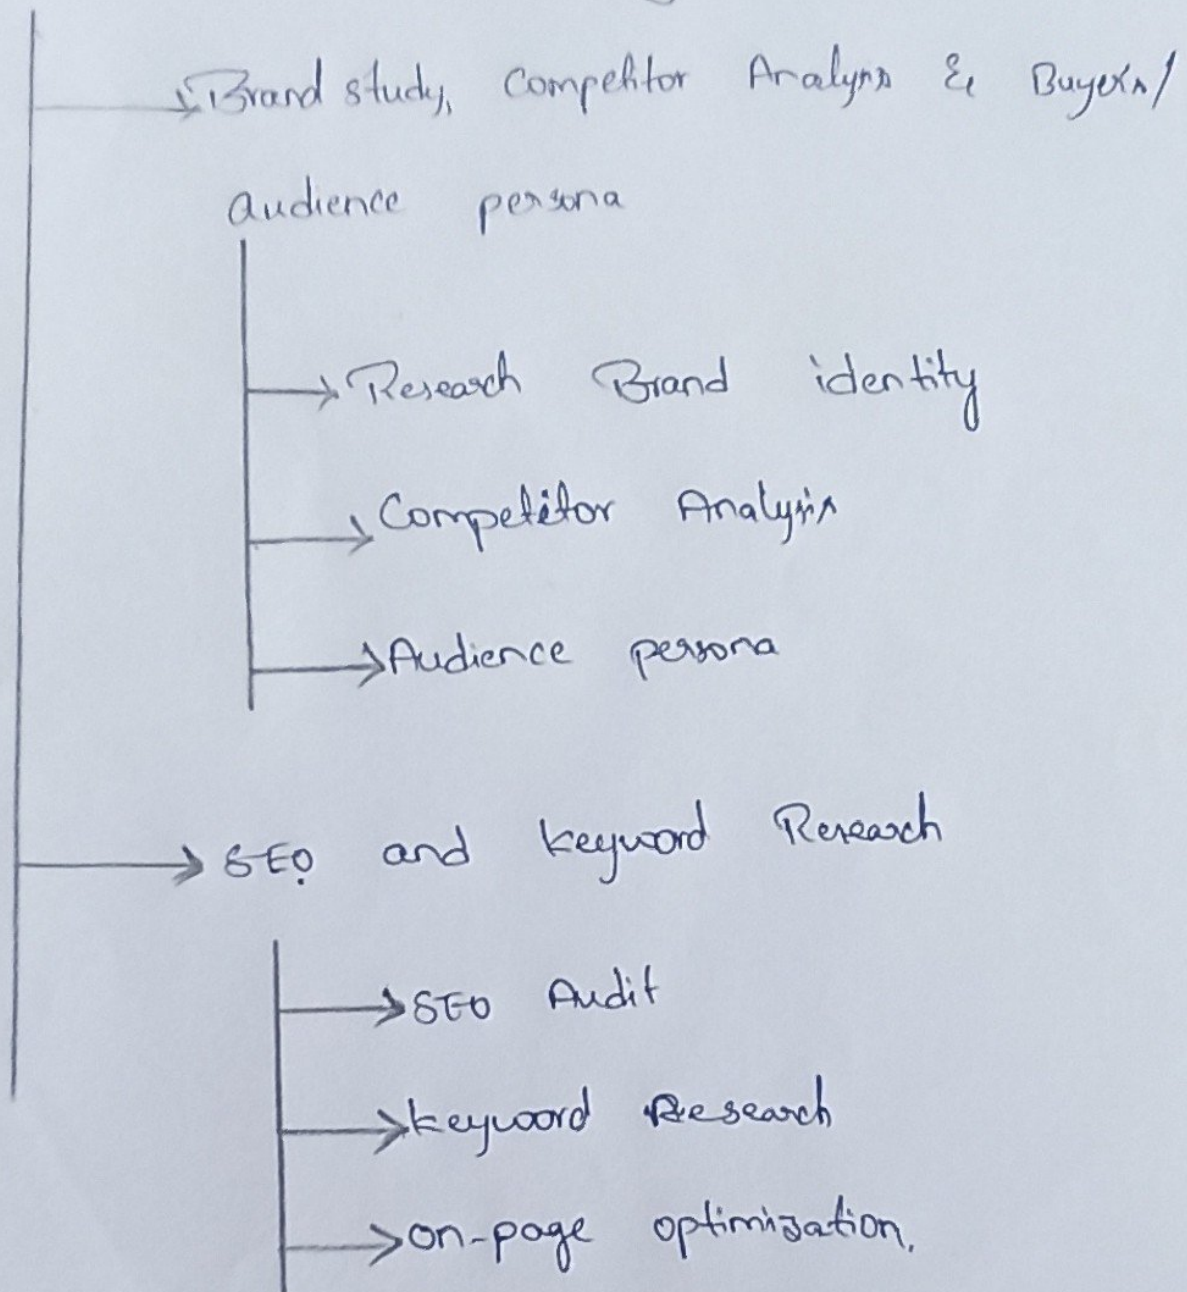 Brand study, Competitor Analysis & Buyer's/
audience persona
Research Brand identity
Competitor Analysis
Audience persona
SEO and keyword Research
SEO Audit
keyword Research
on-page optimization.